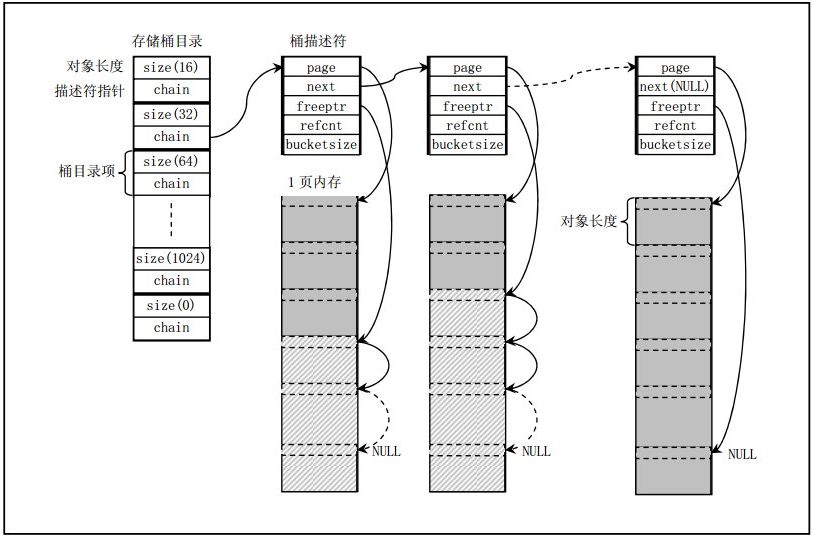 存储桶目录
对象长度
描述符指针
size(16)
chain
size(32)
chain
桶目录项
size(64)
chain
size(1024)
chain
size(0)
chain
桶描述符
page
next
freeptr
refcnt
bucketsize
1 页内存
NULL
page
next
freeptr
refcnt
bucketsize
NULL
page
next(NULL)
freeptr
refcnt
bucketsize
对象长度
NULL